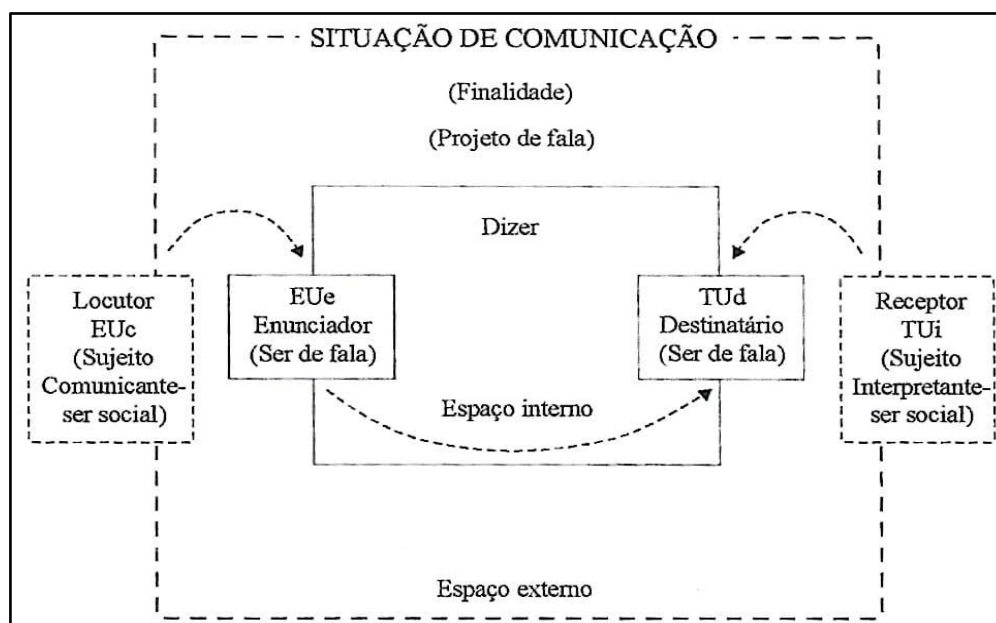 SITUAÇÃO DE COMUNICAÇÃO
(Finalidade)
(Projeto de fala)
Dizer
Locutor
EUc
(Sujeito
Comunicante-
ser social)
EUe
Enunciador
(Ser de fala)
TUd
Destinatário
(Ser de fala)
Receptor
TUi
(Sujeito
Interpretante-
ser social)
Espaço interno
Espaço externo